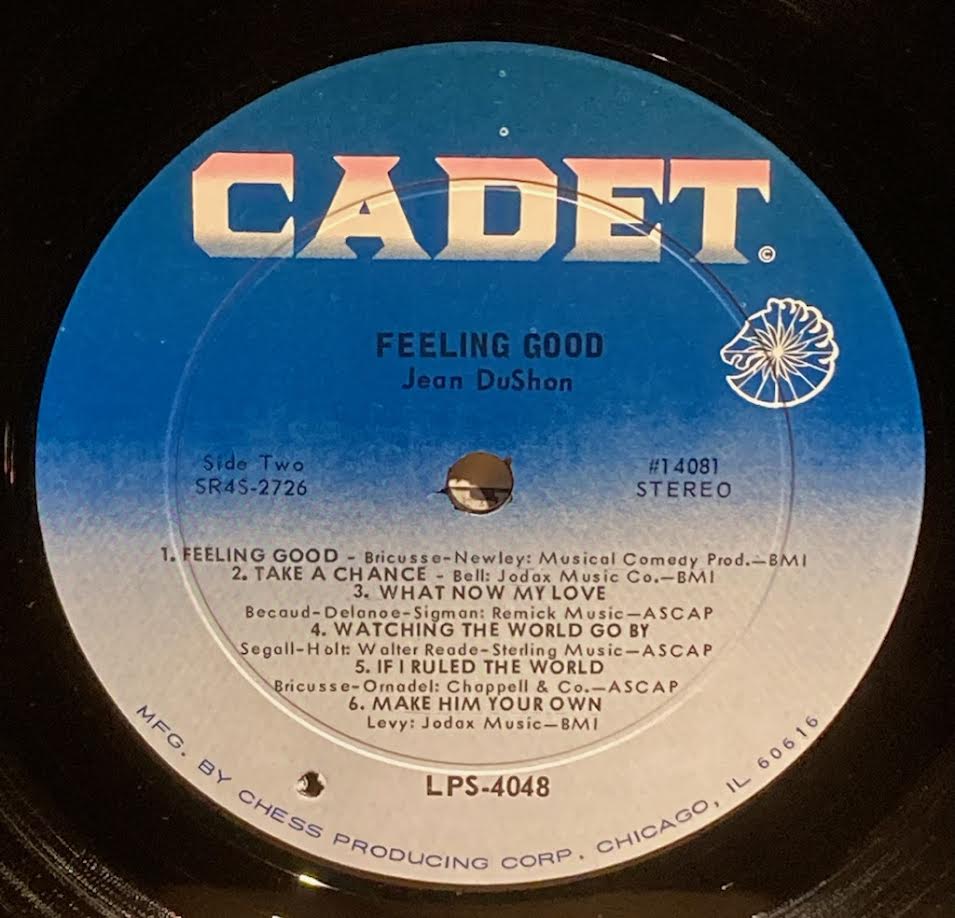 CADET
©
FEELING GOOD
Jean DuShon
Side Two
SR4S-2726
#14081
STEREO
1. FEELING GOOD – Bricusse-Newley: Musical Comedy Prod.—BMI
2. TAKE A CHANCE – Bell: Jodax Music Co.—BMI
3. WHAT NOW MY LOVE
Becaud-Delanoe-Sigman: Remick Music—ASCAP
4. WATCHING THE WORLD GO BY
Segall-Holt: Walter Reade-Sterling Music—ASCAP
5. IF I RULED THE WORLD
Bricusse-Ornadel: Chappell & Co.—ASCAP
6. MAKE HIM YOUR OWN
Levy: Jodax Music—BMI
LPS-4048
MFG. BY CHESS PRODUCING CORP. CHICAGO, IL 60616